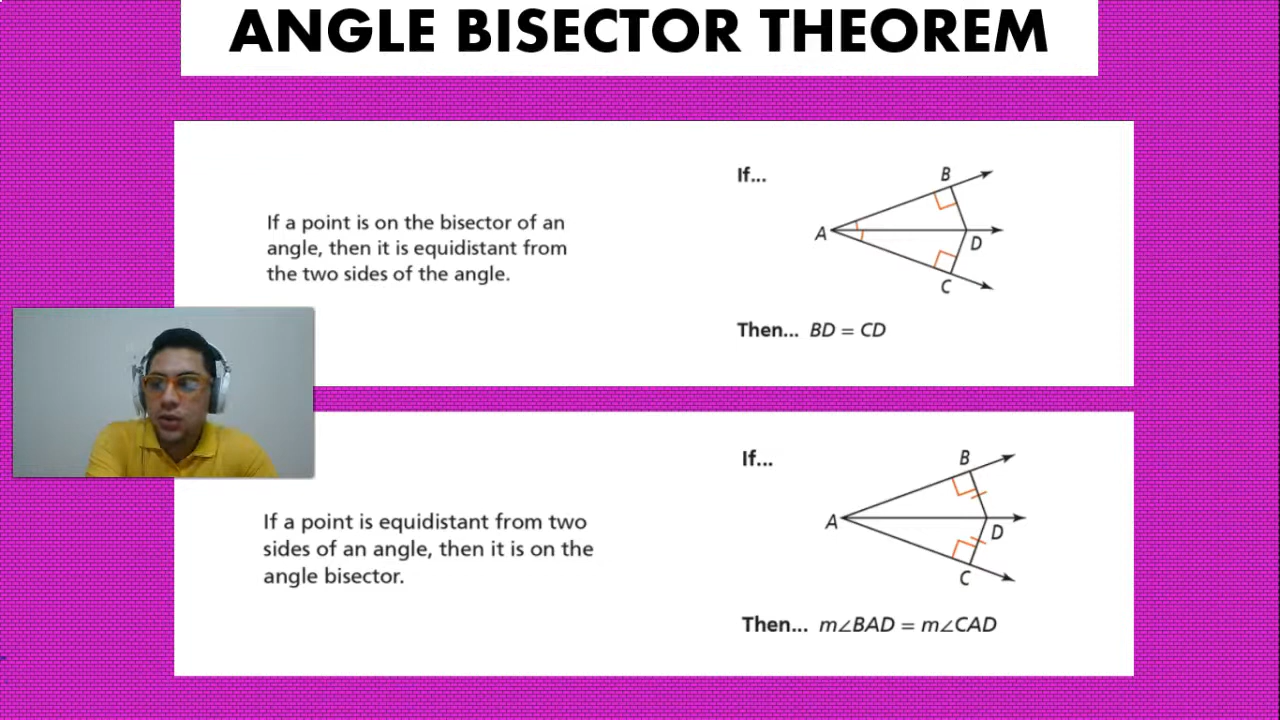 ANGLE BISECTOR THEOREM
If a point is on the bisector of an
angle, then it is equidistant from
the two sides of the angle.
If...
B
A
D
C
Then... BD = CD
If a point is equidistant from two
sides of an angle, then it is on the
angle bisector.
If...
B
A
D
C
Then... m∠BAD = m∠CAD